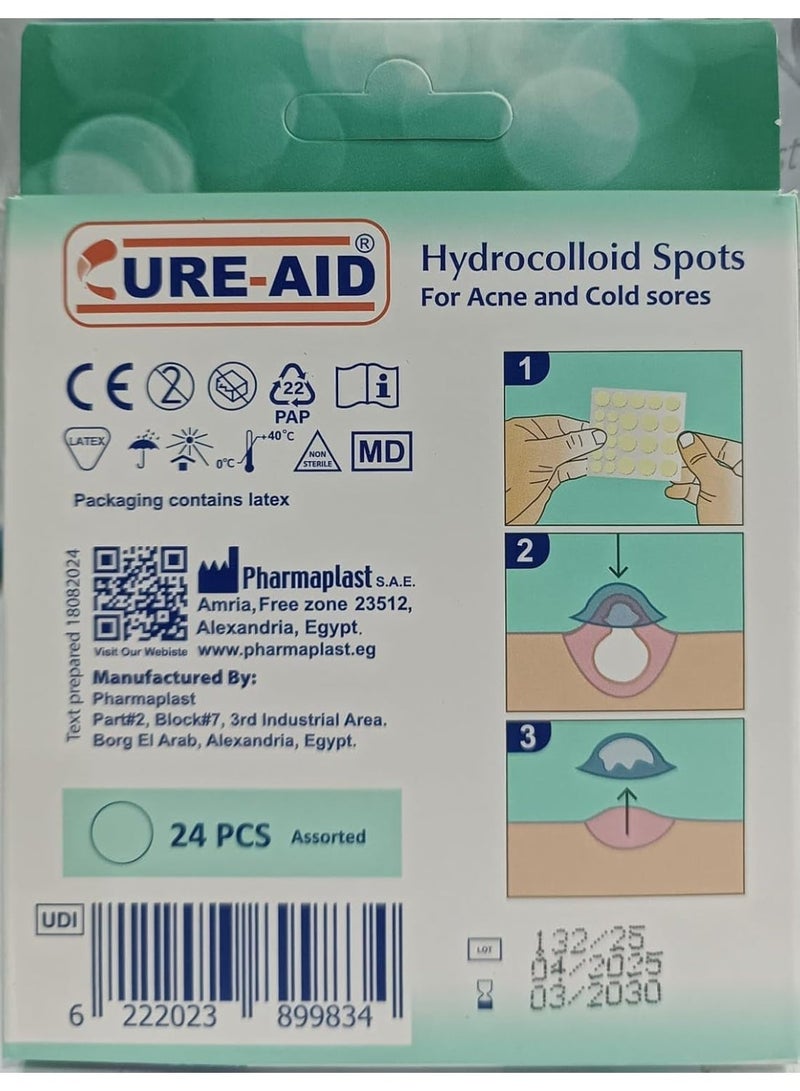 CURE-AID®
Hydrocolloid Spots
For Acne and Cold sores
CE
2
22
PAP
i
LATEX
0°C
+40°C
NON
STERILE
MD
Packaging contains latex
Text prepared 18082024
Pharmaplast S.A.E.
Amria, Free zone 23512,
Alexandria, Egypt.
Visit Our Webiste www.pharmaplast.eg
Manufactured By:
Pharmaplast
Part#2, Block#7, 3rd Industrial Area.
Borg El Arab, Alexandria, Egypt.
24 PCS Assorted
UDI
6 222023 899834
1
2
3
LOT 132/25
04/2025
03/2030